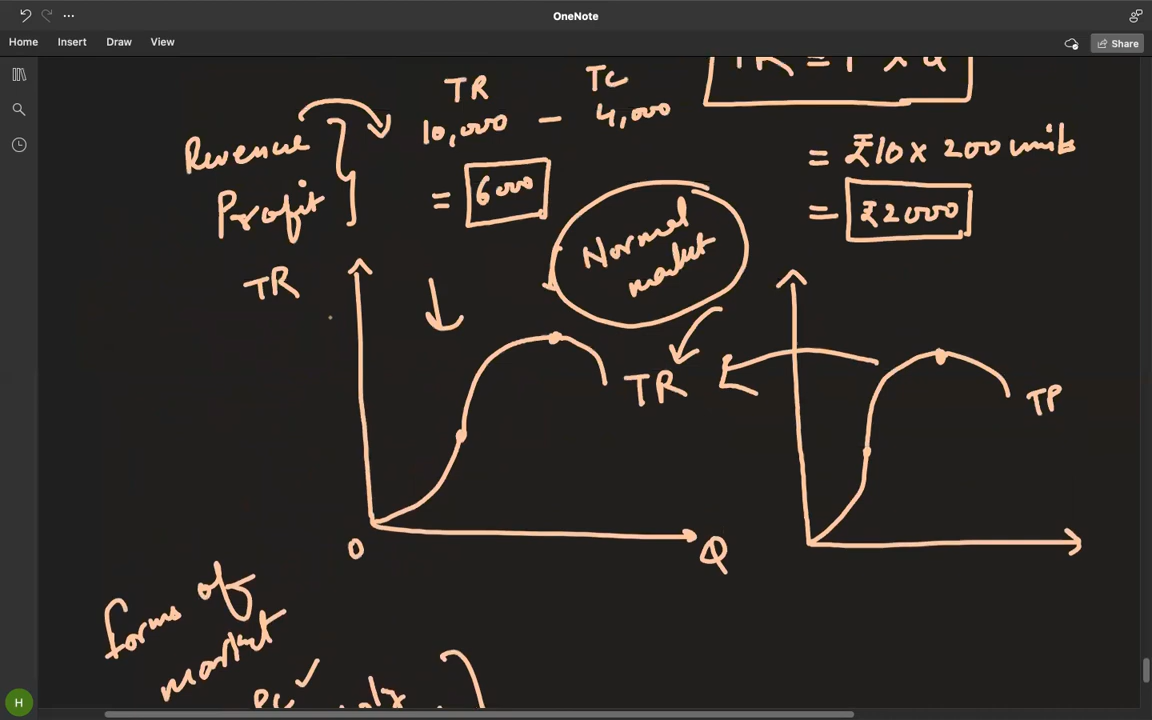 OneNote
Home Insert Draw View
Share
TR = P × Q
TR TC
10,000 - 4,000
Revenue
Profit
= 6000
= ₹10 × 200 units
= ₹2000
Normal
market
TR
TR
TP
O
Q
forms of
market
H